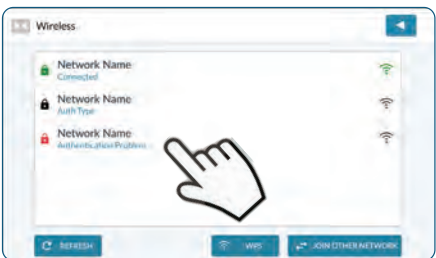 Wireless
Network Name
Connected
Network Name
Auth Type
Network Name
Authentication Problem
REFRESH
WPS
JOIN OTHER NETWORK